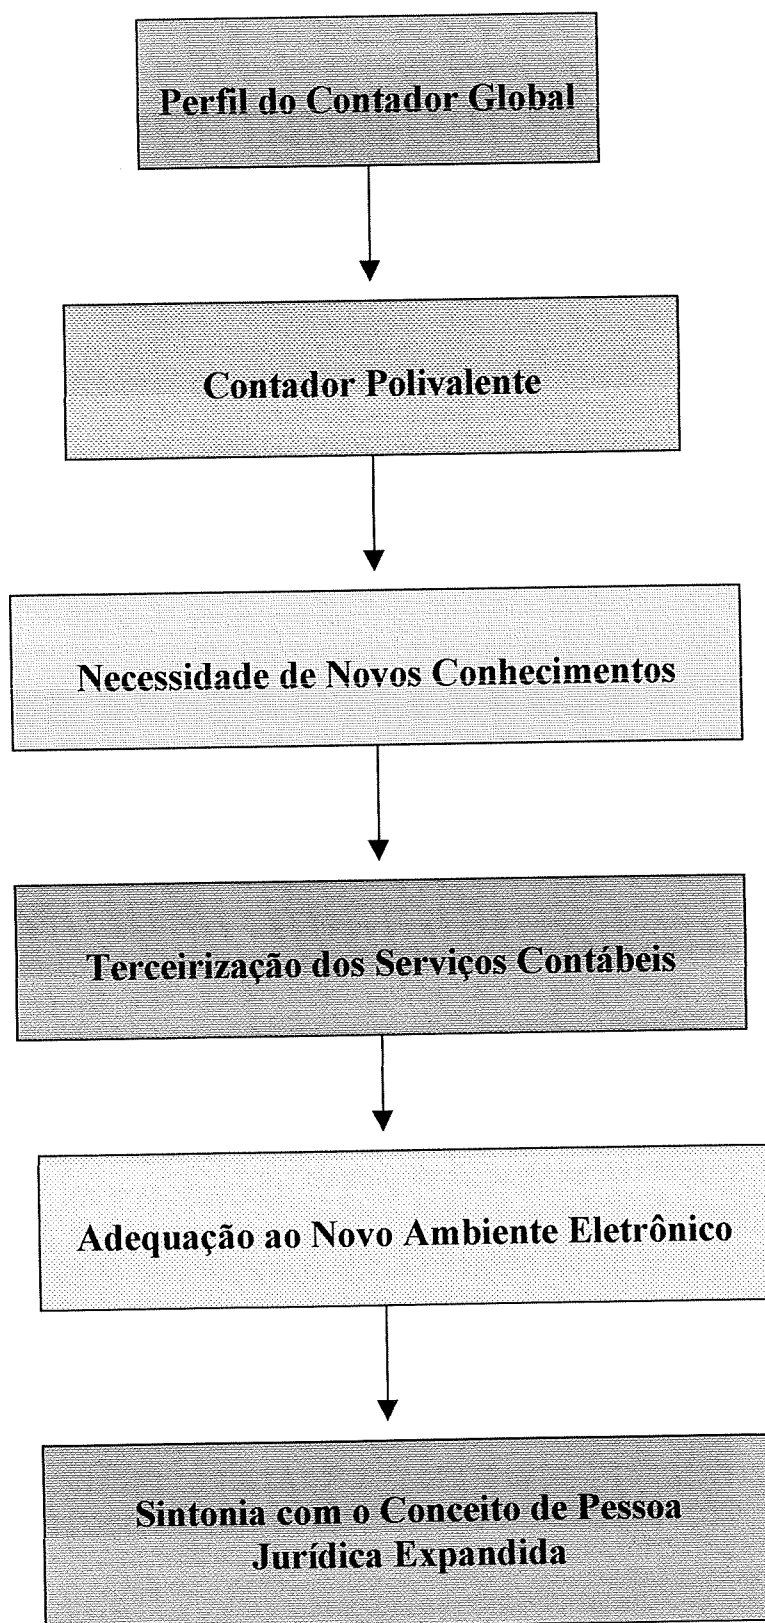 Perfil do Contador Global
Contador Polivalente
Necessidade de Novos Conhecimentos
Terceirização dos Serviços Contábeis
Adequação ao Novo Ambiente Eletrônico
Sintonia com o Conceito de Pessoa
Jurídica Expandida